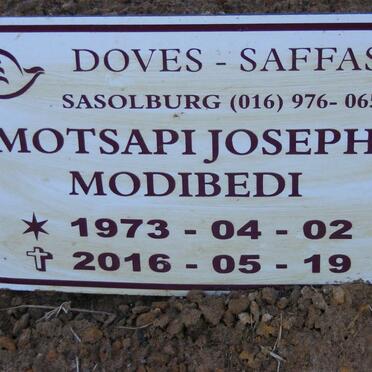 DOVES - SAFFAS
SASOLBURG (016) 976- 065
MOTSAPI JOSEPH
MODIBEDI
1973 - 04 - 02
2016 - 05 - 19